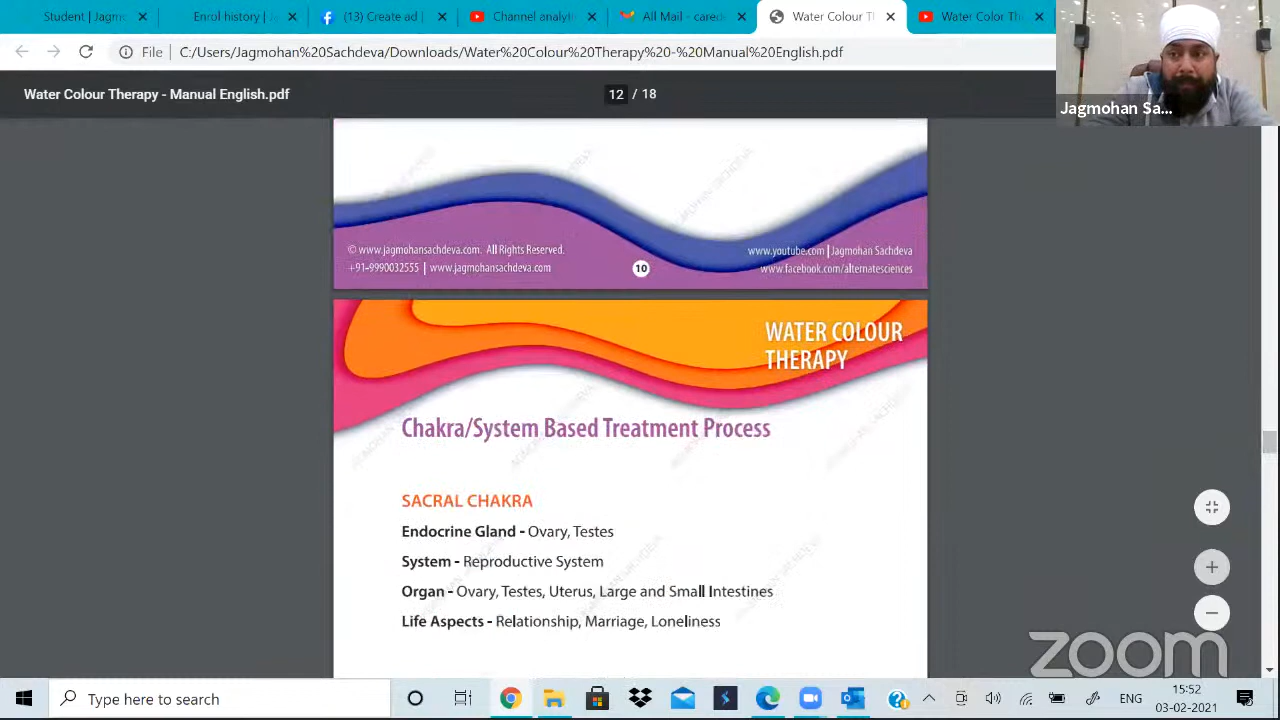 Student | Jagmo
Enrol history | Ja
(13) Create ad |
Channel analytic
All Mail - cared
Water Colour T
Water Color The
File
C:/Users/Jagmohan%20Sachdeva/Downloads/Water%20Colour%20Therapy%20-%20Manual%20English.pdf
Water Colour Therapy - Manual English.pdf
12 / 18
Jagmohan Sa...
© www.jagmohansachdeva.com. All Rights Reserved.
+91-9990032555 | www.jagmohansachdeva.com
10
www.youtube.com | Jagmohan Sachdeva
www.facebook.com/alternatesciences
WATER COLOUR
THERAPY
Chakra/System Based Treatment Process
SACRAL CHAKRA
Endocrine Gland - Ovary, Testes
System - Reproductive System
Organ - Ovary, Testes, Uterus, Large and Small Intestines
Life Aspects - Relationship, Marriage, Loneliness
zoom
Type here to search
ENG
15:52
03-02-2021